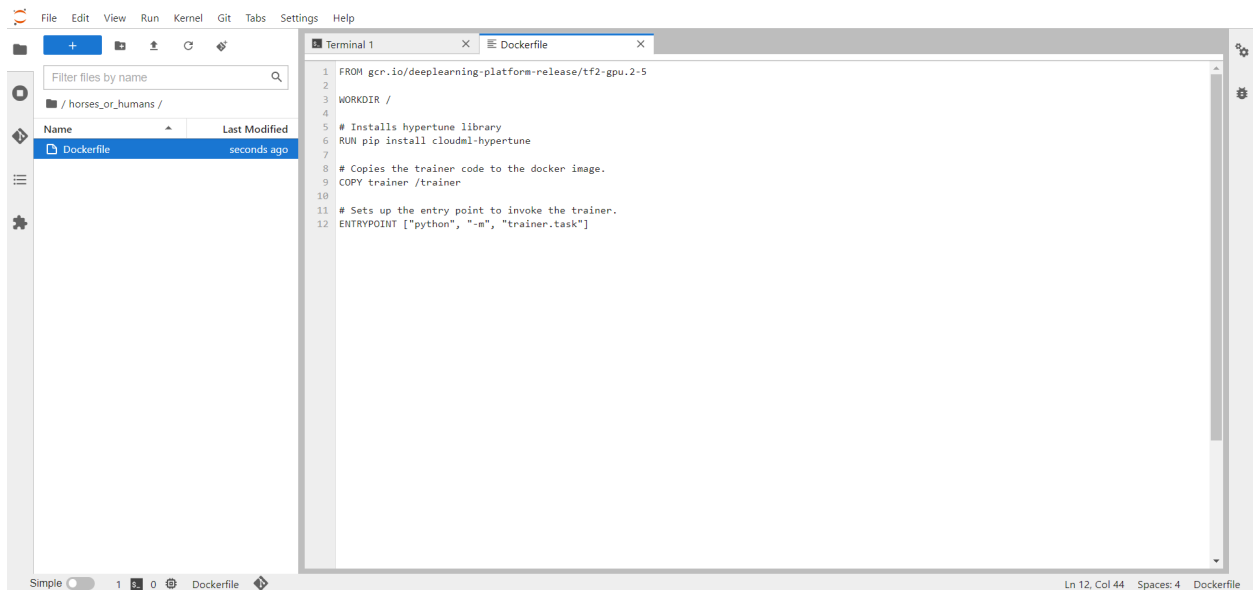 File Edit View Run Kernel Git Tabs Settings Help
+
Filter files by name
/ horses_or_humans /
Name Last Modified
Dockerfile seconds ago
Terminal 1 Dockerfile
1 FROM gcr.io/deeplearning-platform-release/tf2-gpu.2-5
2
3 WORKDIR /
4
5 # Installs hypertune library
6 RUN pip install cloudml-hypertune
7
8 # Copies the trainer code to the docker image.
9 COPY trainer /trainer
10
11 # Sets up the entry point to invoke the trainer.
12 ENTRYPOINT ["python", "-m", "trainer.task"]
Simple 1 0 Dockerfile Ln 12, Col 44 Spaces: 4 Dockerfile